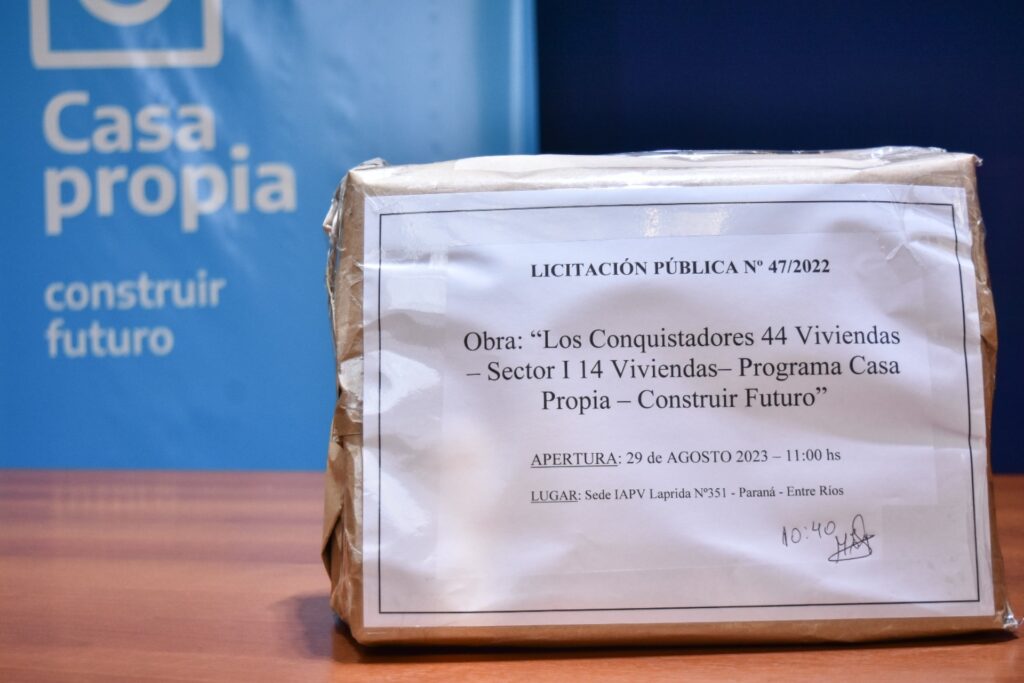 Casa
propia
construir
futuro
LICITACIÓN PÚBLICA Nº 47/2022
Obra: “Los Conquistadores 44 Viviendas
– Sector I 14 Viviendas– Programa Casa
Propia – Construir Futuro”
APERTURA: 29 de AGOSTO 2023 – 11:00 hs
LUGAR: Sede IAPV Laprida Nº351 - Paraná - Entre Ríos
10:40